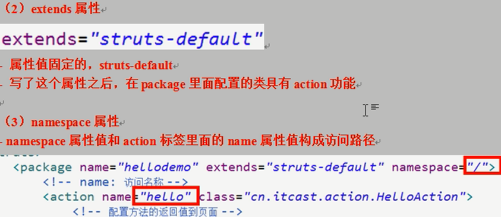 （2）extends 属性
extends="struts-default"
- 属性值固定的，struts-default
- 写了这个属性之后，在 package 里面配置的类具有 action 功能
（3）namespace 属性
- namespace 属性值和 action 标签里面的 name 属性值构成访问路径
<package name="hellodemo" extends="struts-default" namespace="/">
<!-- name: 访问名称 -->
<action name="hello" class="cn.itcast.action.HelloAction">
<!-- 配置方法的返回值到页面 -->